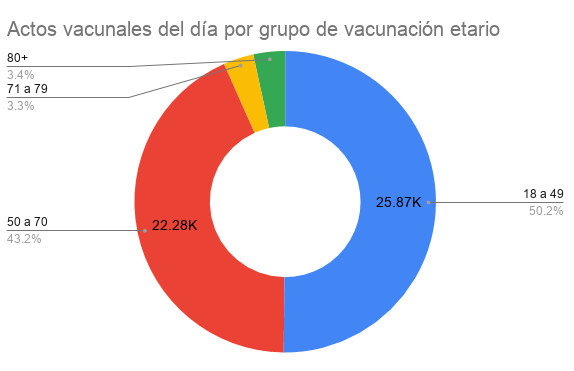 Actos vacunales del día por grupo de vacunación etario
80+
3.4%
71 a 79
3.3%
18 a 49
50.2%
25.87K
50 a 70
43.2%
22.28K